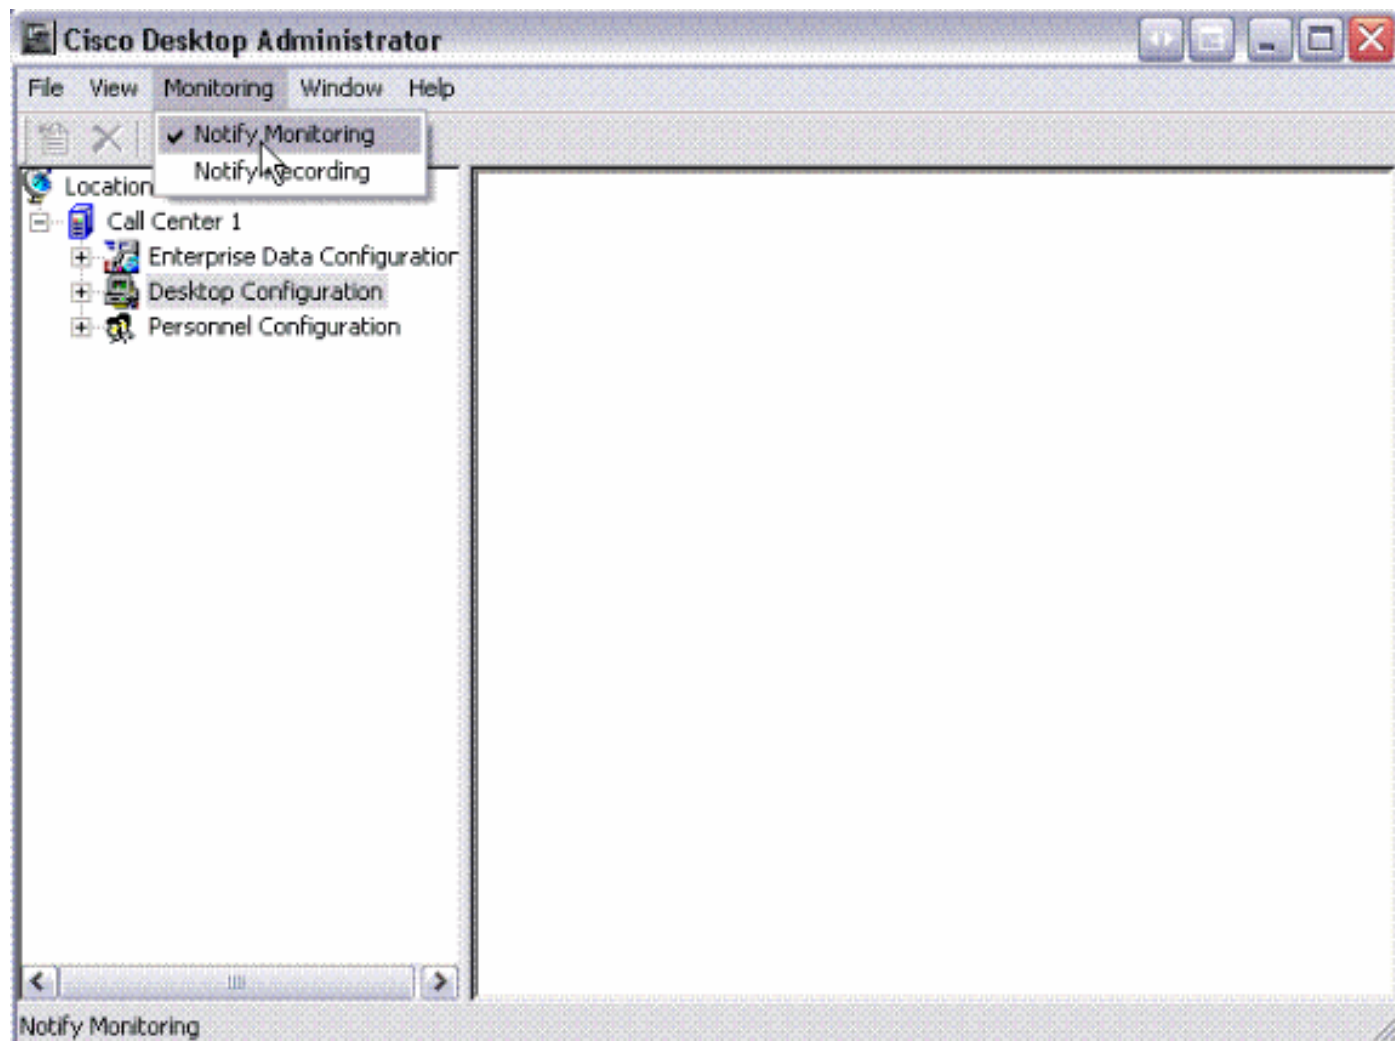 Cisco Desktop Administrator
File View Monitoring Window Help
Notify Monitoring
Notify Recording
Location
Call Center 1
Enterprise Data Configuration
Desktop Configuration
Personnel Configuration
Notify Monitoring